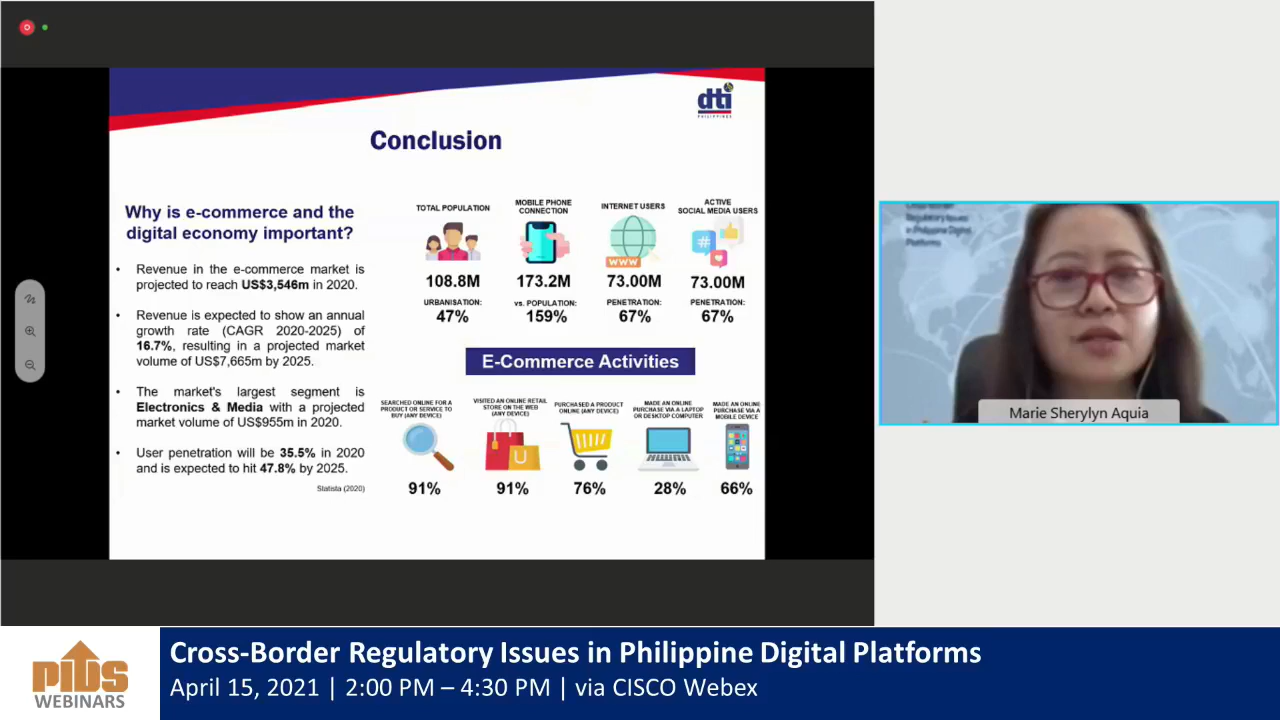 dti
PHILIPPINES
Conclusion
Why is e-commerce and the
digital economy important?
• Revenue in the e-commerce market is
projected to reach US$3,546m in 2020.
• Revenue is expected to show an annual
growth rate (CAGR 2020-2025) of
16.7%, resulting in a projected market
volume of US$7,665m by 2025.
• The market's largest segment is
Electronics & Media with a projected
market volume of US$955m in 2020.
• User penetration will be 35.5% in 2020
and is expected to hit 47.8% by 2025.
Statista (2020)
TOTAL POPULATION
108.8M
URBANISATION:
47%
MOBILE PHONE
CONNECTION
173.2M
vs. POPULATION:
159%
INTERNET USERS
WWW
73.00M
PENETRATION:
67%
ACTIVE
SOCIAL MEDIA USERS
#
73.00M
PENETRATION:
67%
E-Commerce Activities
SEARCHED ONLINE FOR A
PRODUCT OR SERVICE TO
BUY (ANY DEVICE)
91%
VISITED AN ONLINE RETAIL
STORE ON THE WEB
(ANY DEVICE)
91%
PURCHASED A PRODUCT
ONLINE (ANY DEVICE)
76%
MADE AN ONLINE
PURCHASE VIA A LAPTOP
OR DESKTOP COMPUTER
28%
MADE AN ONLINE
PURCHASE VIA A
MOBILE DEVICE
66%
Regulatory Issues
in Philippine Digital
Platforms
Marie Sherylyn Aquia
PIDS
WEBINARS
Cross-Border Regulatory Issues in Philippine Digital Platforms
April 15, 2021 | 2:00 PM – 4:30 PM | via CISCO Webex